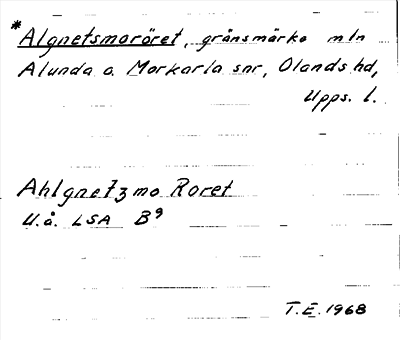 *Algnetsmoröret, gränsmärke mln
Alunda o. Morkarla snr, Olands hd,
Upps. l.
Ahlgnetzmo Roret
U.å. LSA B9
T.E. 1968